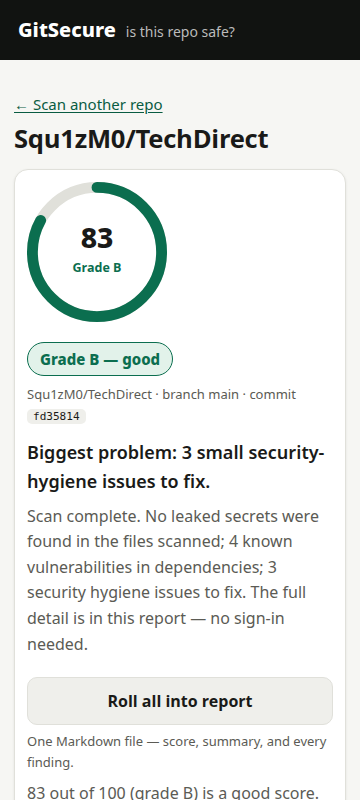 GitSecure is this repo safe?
← Scan another repo
Squ1zM0/TechDirect
83
Grade B
Grade B — good
Squ1zM0/TechDirect · branch main · commit
fd35814
Biggest problem: 3 small security-
hygiene issues to fix.
Scan complete. No leaked secrets were
found in the files scanned; 4 known
vulnerabilities in dependencies; 3
security hygiene issues to fix. The full
detail is in this report — no sign-in
needed.
Roll all into report
One Markdown file — score, summary, and every
finding.
83 out of 100 (grade B) is a good score.